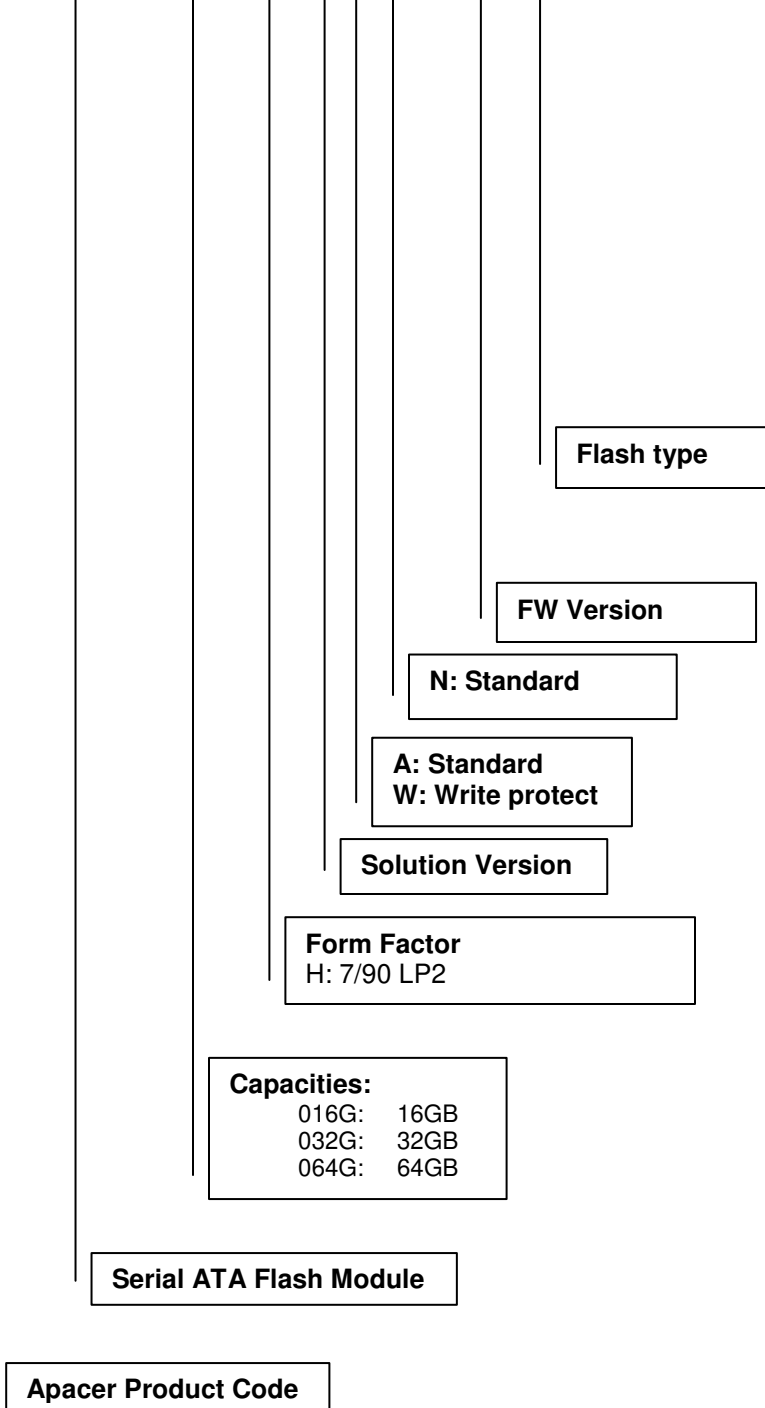 Flash type
FW Version
N: Standard
A: Standard
W: Write protect
Solution Version
Form Factor
H: 7/90 LP2
Capacities:
016G: 16GB
032G: 32GB
064G: 64GB
Serial ATA Flash Module
Apacer Product Code